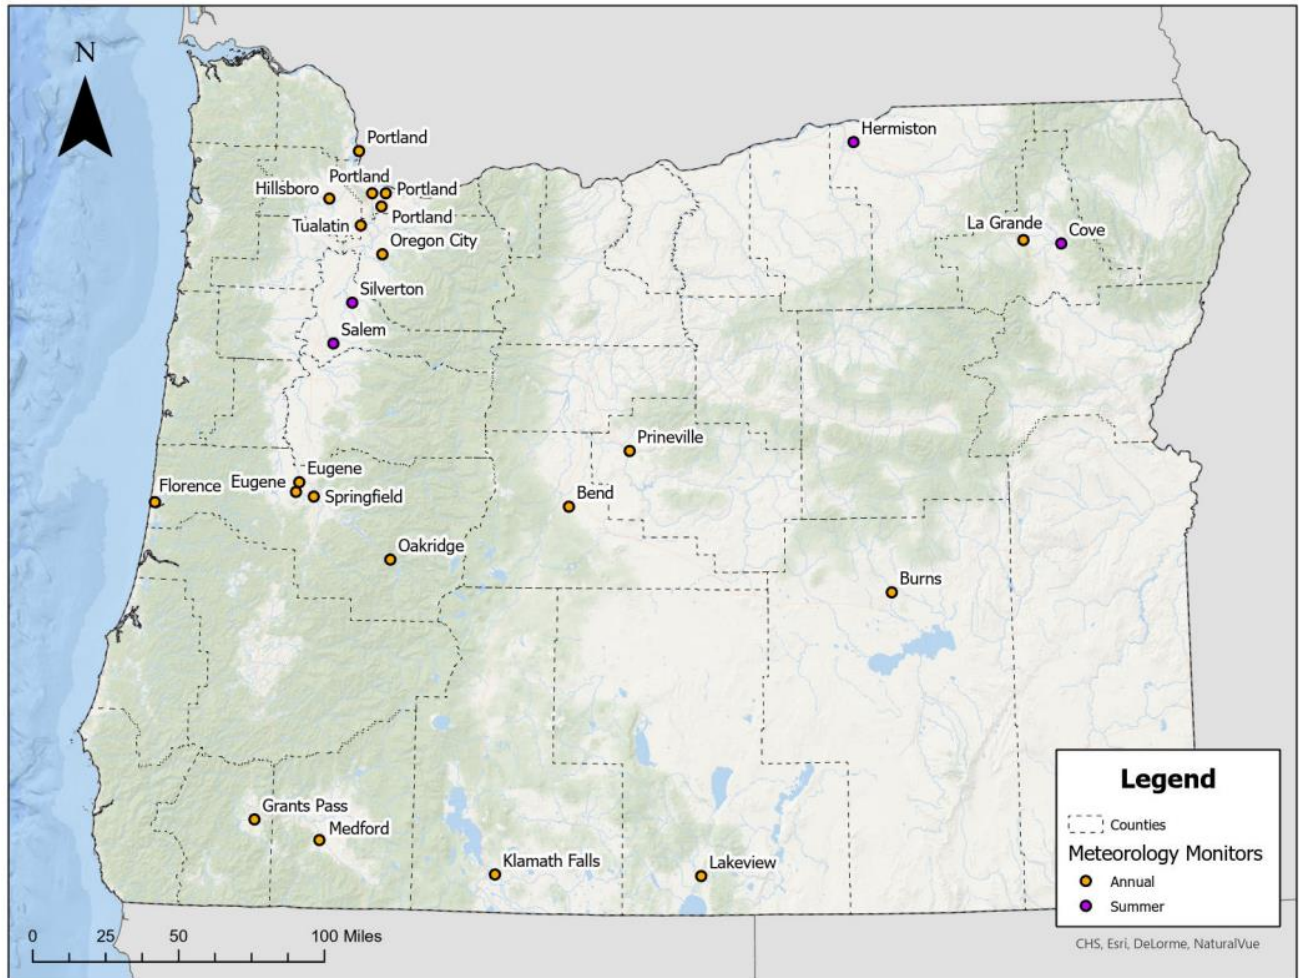 N
Portland
Hermiston
Portland
Hillsboro
Portland
Portland
Tualatin
La Grande
Cove
Oregon City
Silverton
Salem
Prineville
Eugene
Eugene
Florence
Springfield
Bend
Oakridge
Burns
Legend
Counties
Meteorology Monitors
Annual
Summer
Grants Pass
Medford
Klamath Falls
Lakeview
0 25 50 100 Miles
CHS, Esri, DeLorme, NaturalVue